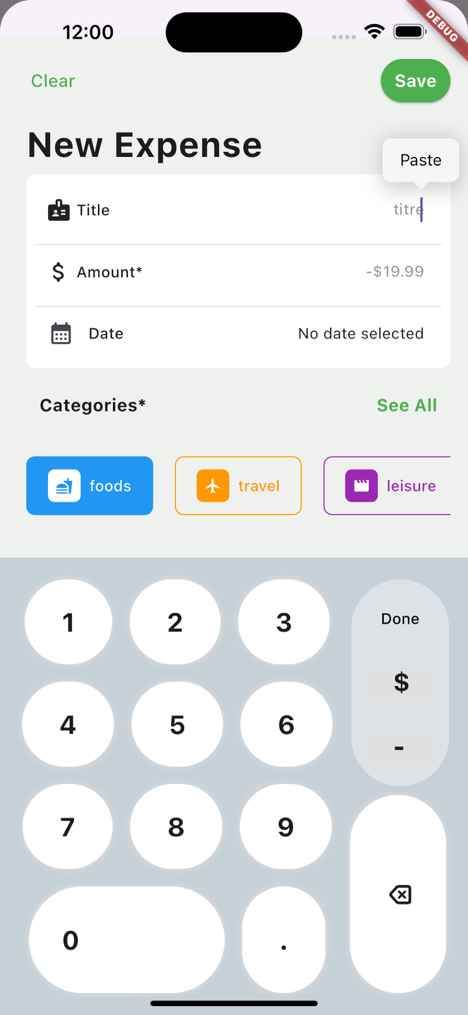 12:00
DEBUG
Clear
Save
New Expense
Paste
Title titre
Amount* -$19.99
Date No date selected
Categories* See All
foods travel leisure
1 2 3 Done
$
4 5 6 -
7 8 9
0 .